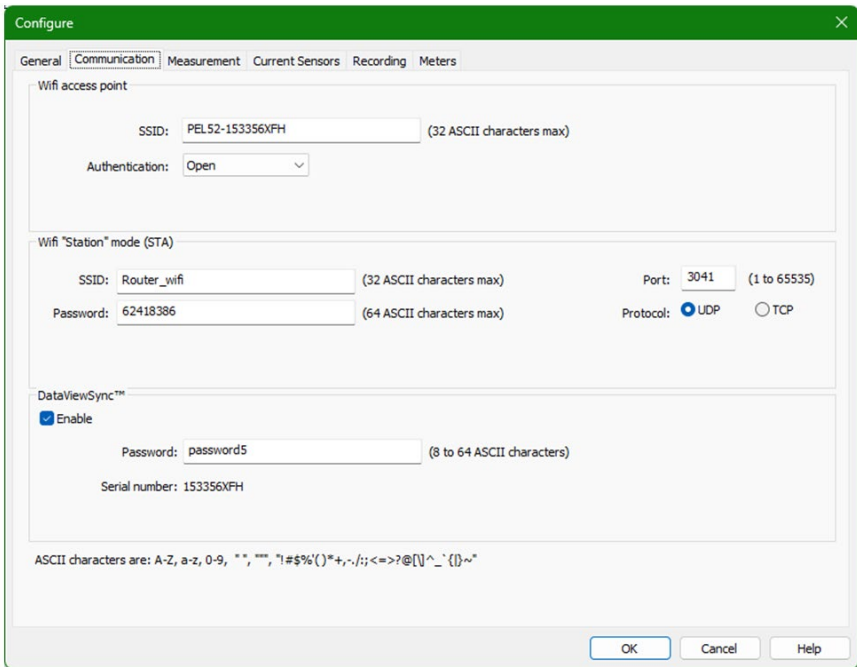 Configure
General Communication Measurement Current Sensors Recording Meters
Wifi access point
SSID: PEL52-153356XFH (32 ASCII characters max)
Authentication: Open
Wifi "Station" mode (STA)
SSID: Router_wifi (32 ASCII characters max) Port: 3041 (1 to 65535)
Password: 62418386 (64 ASCII characters max) Protocol: UDP TCP
DataViewSync™
Enable
Password: password5 (8 to 64 ASCII characters)
Serial number: 153356XFH
ASCII characters are: A-Z, a-z, 0-9, " ", """, "!#$%'()*+,-./:;<=>?@[\]^_`{|}~"
OK Cancel Help